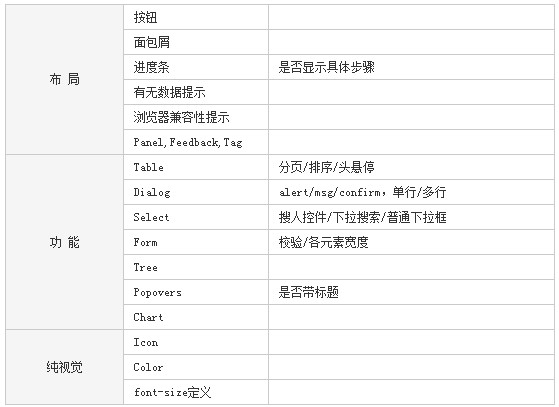 布 局
按钮
面包屑
进度条 是否显示具体步骤
有无数据提示
浏览器兼容性提示
Panel,Feedback,Tag
功 能
Table 分页/排序/头悬停
Dialog alert/msg/confirm，单行/多行
Select 搜人控件/下拉搜索/普通下拉框
Form 校验/各元素宽度
Tree
Popovers 是否带标题
Chart
纯视觉
Icon
Color
font-size定义